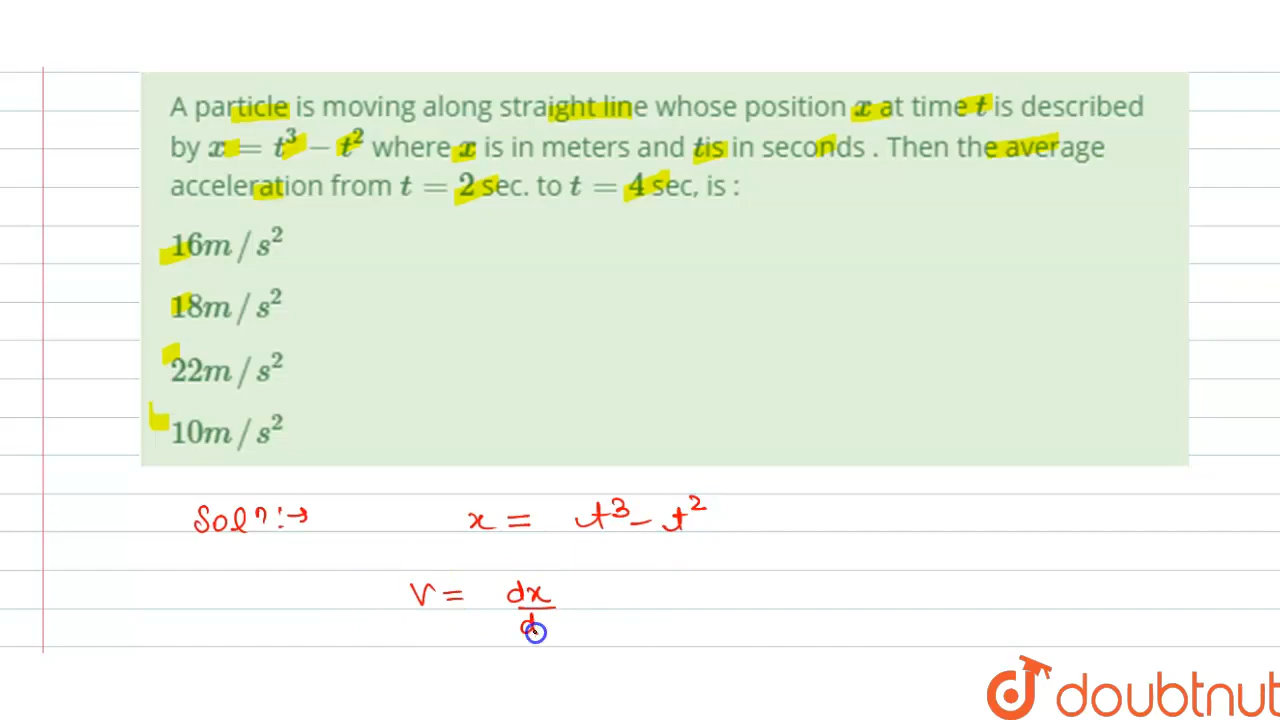 A particle is moving along straight line whose position x at time t is described
by x = t³ − t² where x is in meters and tis in seconds . Then the average
acceleration from t = 2 sec. to t = 4 sec, is :
16m/s²
18m/s²
22m/s²
10m/s²
Solⁿ:→ x = t³ − t²
V = dx/d
doubtnut